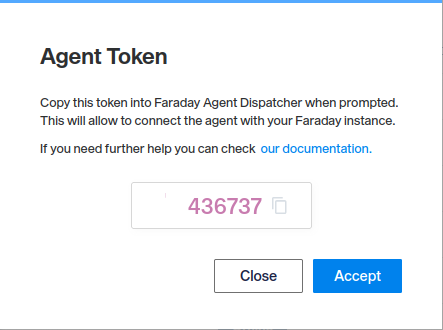 Agent Token
Copy this token into Faraday Agent Dispatcher when prompted.
This will allow to connect the agent with your Faraday instance.
If you need further help you can check our documentation.
436737
Close Accept